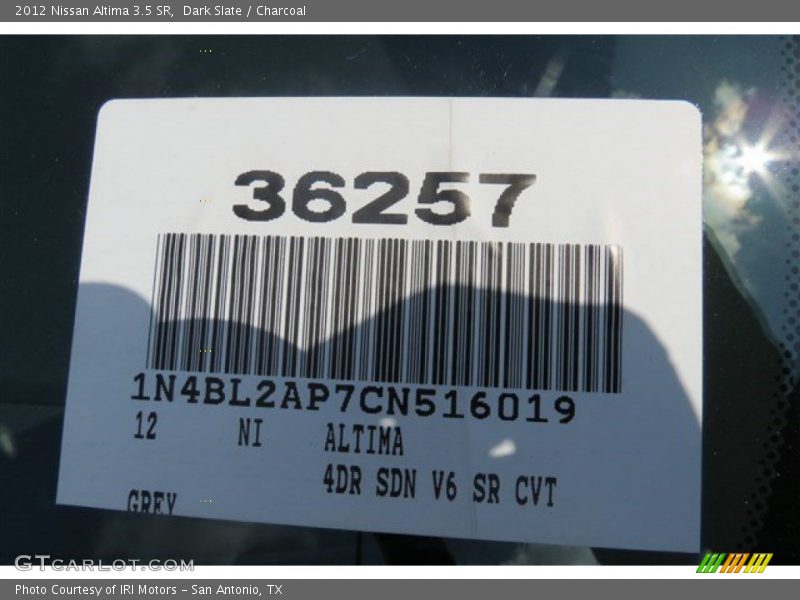 2012 Nissan Altima 3.5 SR,  Dark Slate / Charcoal
36257
1N4BL2AP7CN516019
12 NI ALTIMA
4DR SDN V6 SR CVT
GREY
GTCARLOT.COM
Photo Courtesy of IRI Motors – San Antonio, TX